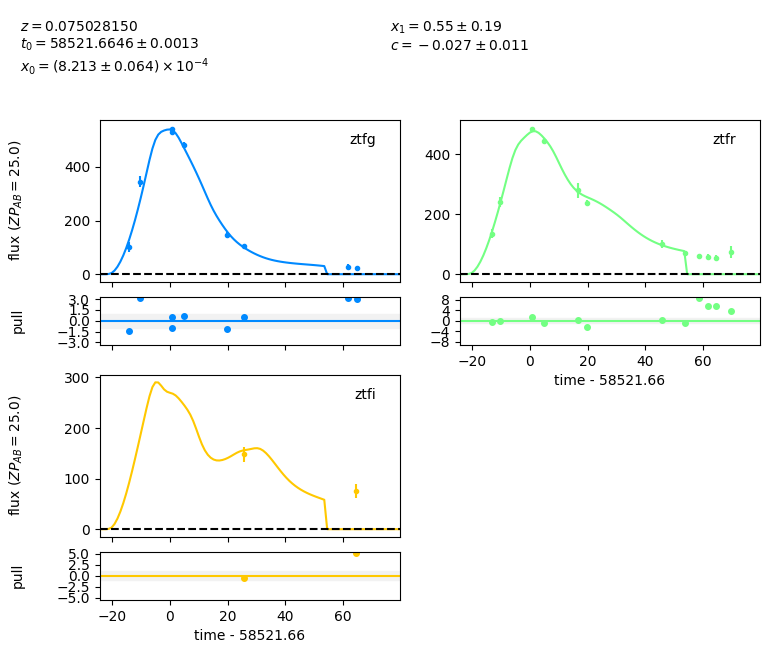 z = 0.075028150
t₀ = 58521.6646 ± 0.0013
x₀ = (8.213 ± 0.064) × 10⁻⁴
x₁ = 0.55 ± 0.19
c = −0.027 ± 0.011
ztfg
flux (ZP_AB = 25.0)
400
200
0
pull
3.0
1.5
0.0
−1.5
−3.0
ztfr
400
200
0
8
4
0
−4
−8
−20 0 20 40 60
time - 58521.66
ztfi
flux (ZP_AB = 25.0)
300
200
100
0
pull
5.0
2.5
0.0
−2.5
−5.0
−20 0 20 40 60
time - 58521.66